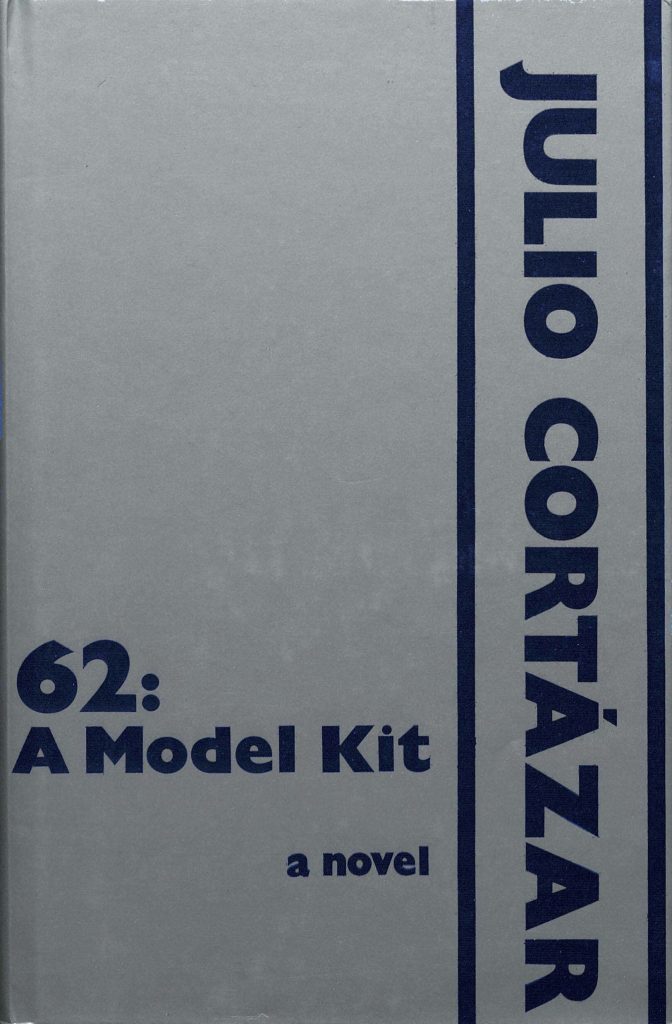 JULIO CORTÁZAR
62:
A Model Kit
a novel